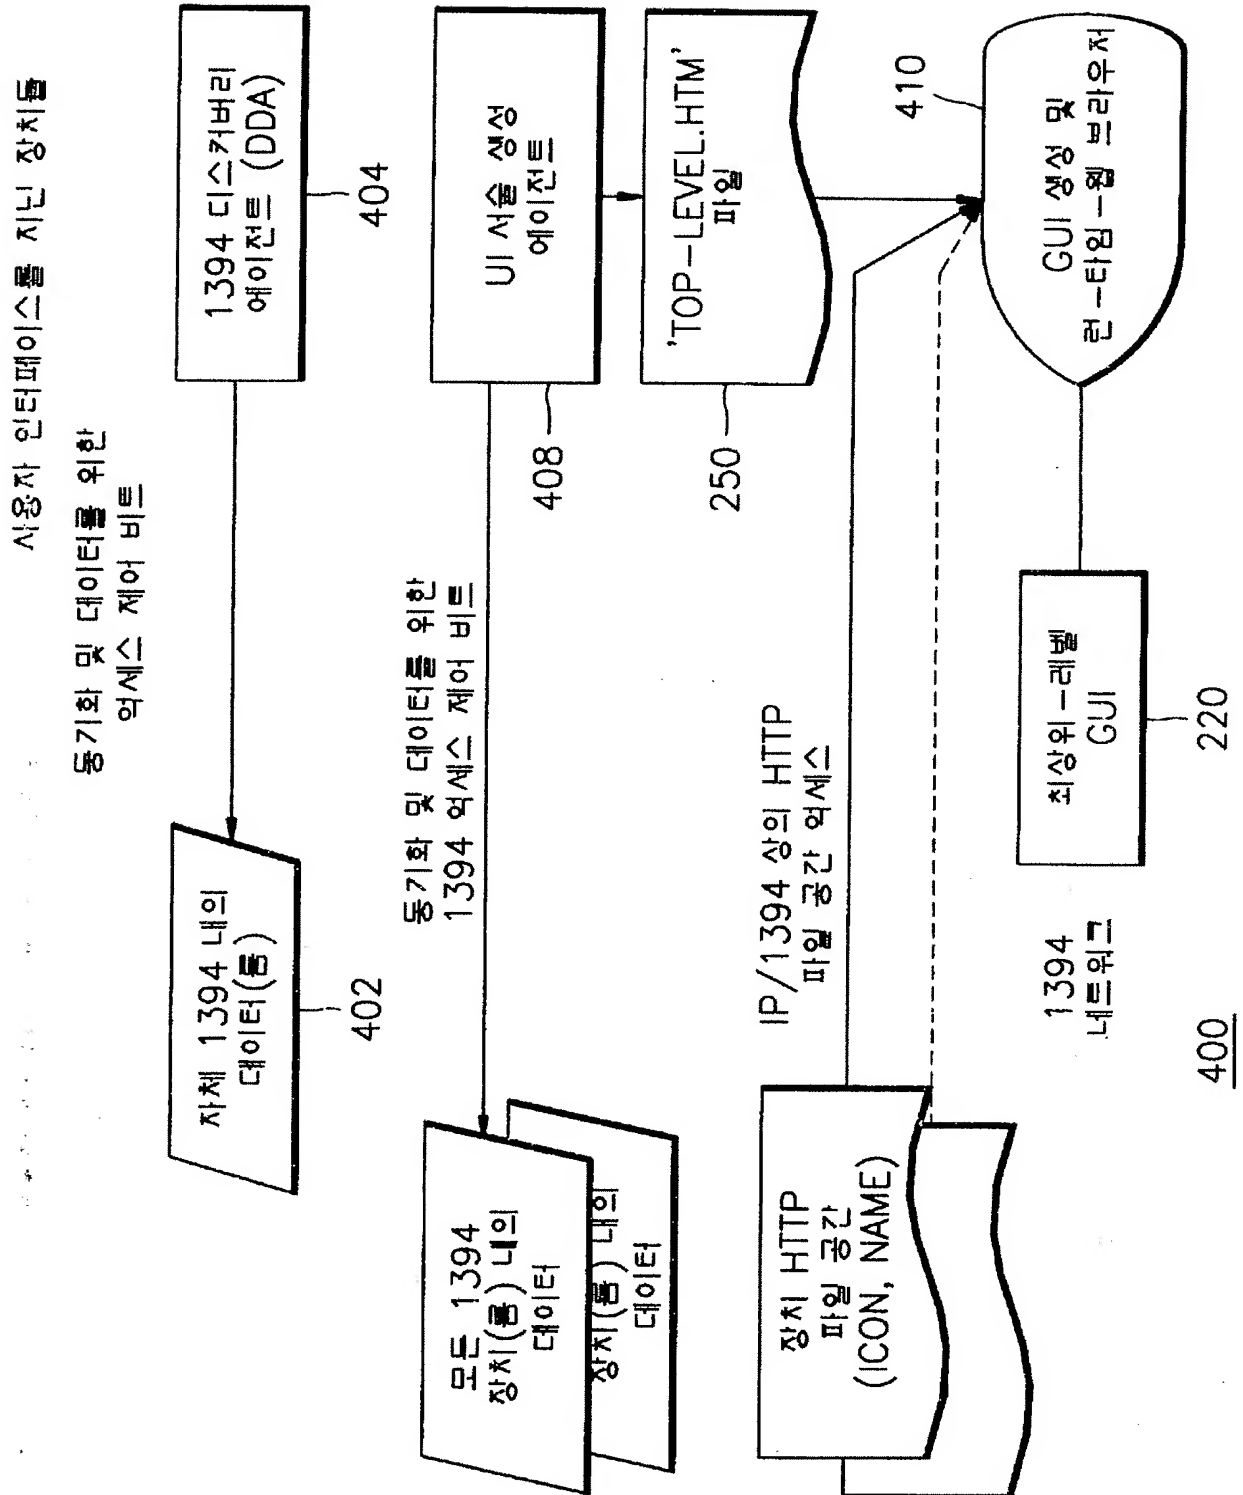 사용자 인터페이스를 지닌 장치들
동기화 및 데이터를 위한
억세스 제어 비트
1394 디스커버리
에이전트 (DDA)
404
자체 1394 내의
데이터(롬)
402
동기화 및 데이터를 위한
1394 억세스 제어 비트
UI 서술 생성
에이전트
408
모든 1394
장치(롬) 내의
데이터
장치(롬) 내의
데이터
'TOP-LEVEL.HTM'
파일
250
IP/1394 상의 HTTP
파일 공간 억세스
장치 HTTP
파일 공간
(ICON, NAME)
410
GUI 생성 및
런-타임-웹 브라우저
최상위-레벨
GUI
220
1394
네트워크
400